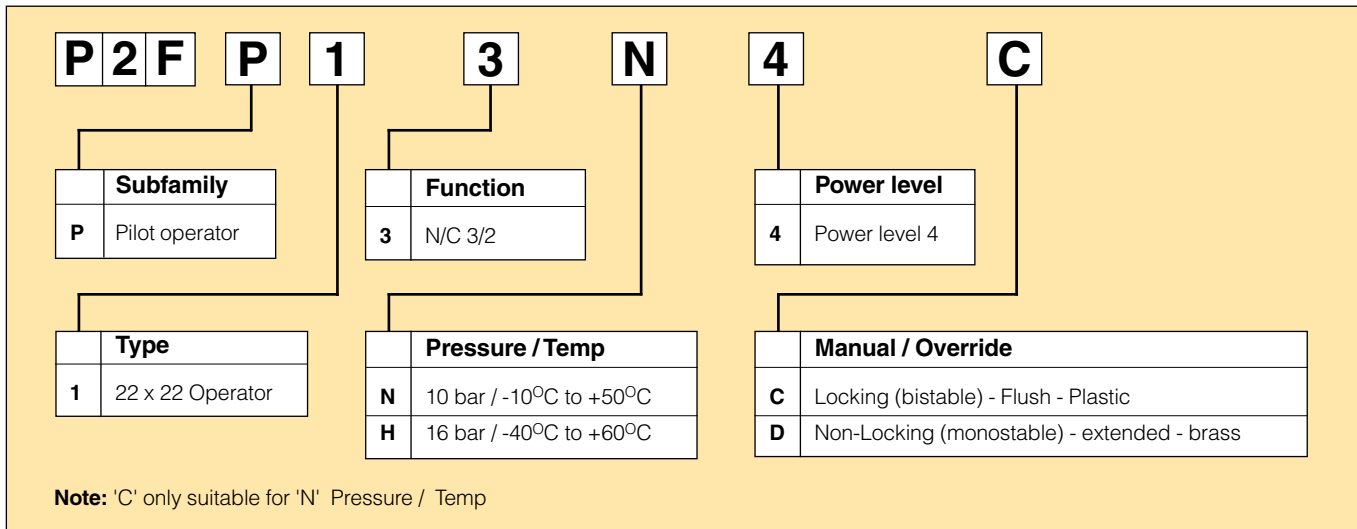 P 2 F P 1 3 N 4 C
Subfamily
P Pilot operator
Function
3 N/C 3/2
Power level
4 Power level 4
Type
1 22 x 22 Operator
Pressure / Temp
N 10 bar / -10°C to +50°C
H 16 bar / -40°C to +60°C
Manual / Override
C Locking (bistable) - Flush - Plastic
D Non-Locking (monostable) - extended - brass
Note: 'C' only suitable for 'N' Pressure / Temp